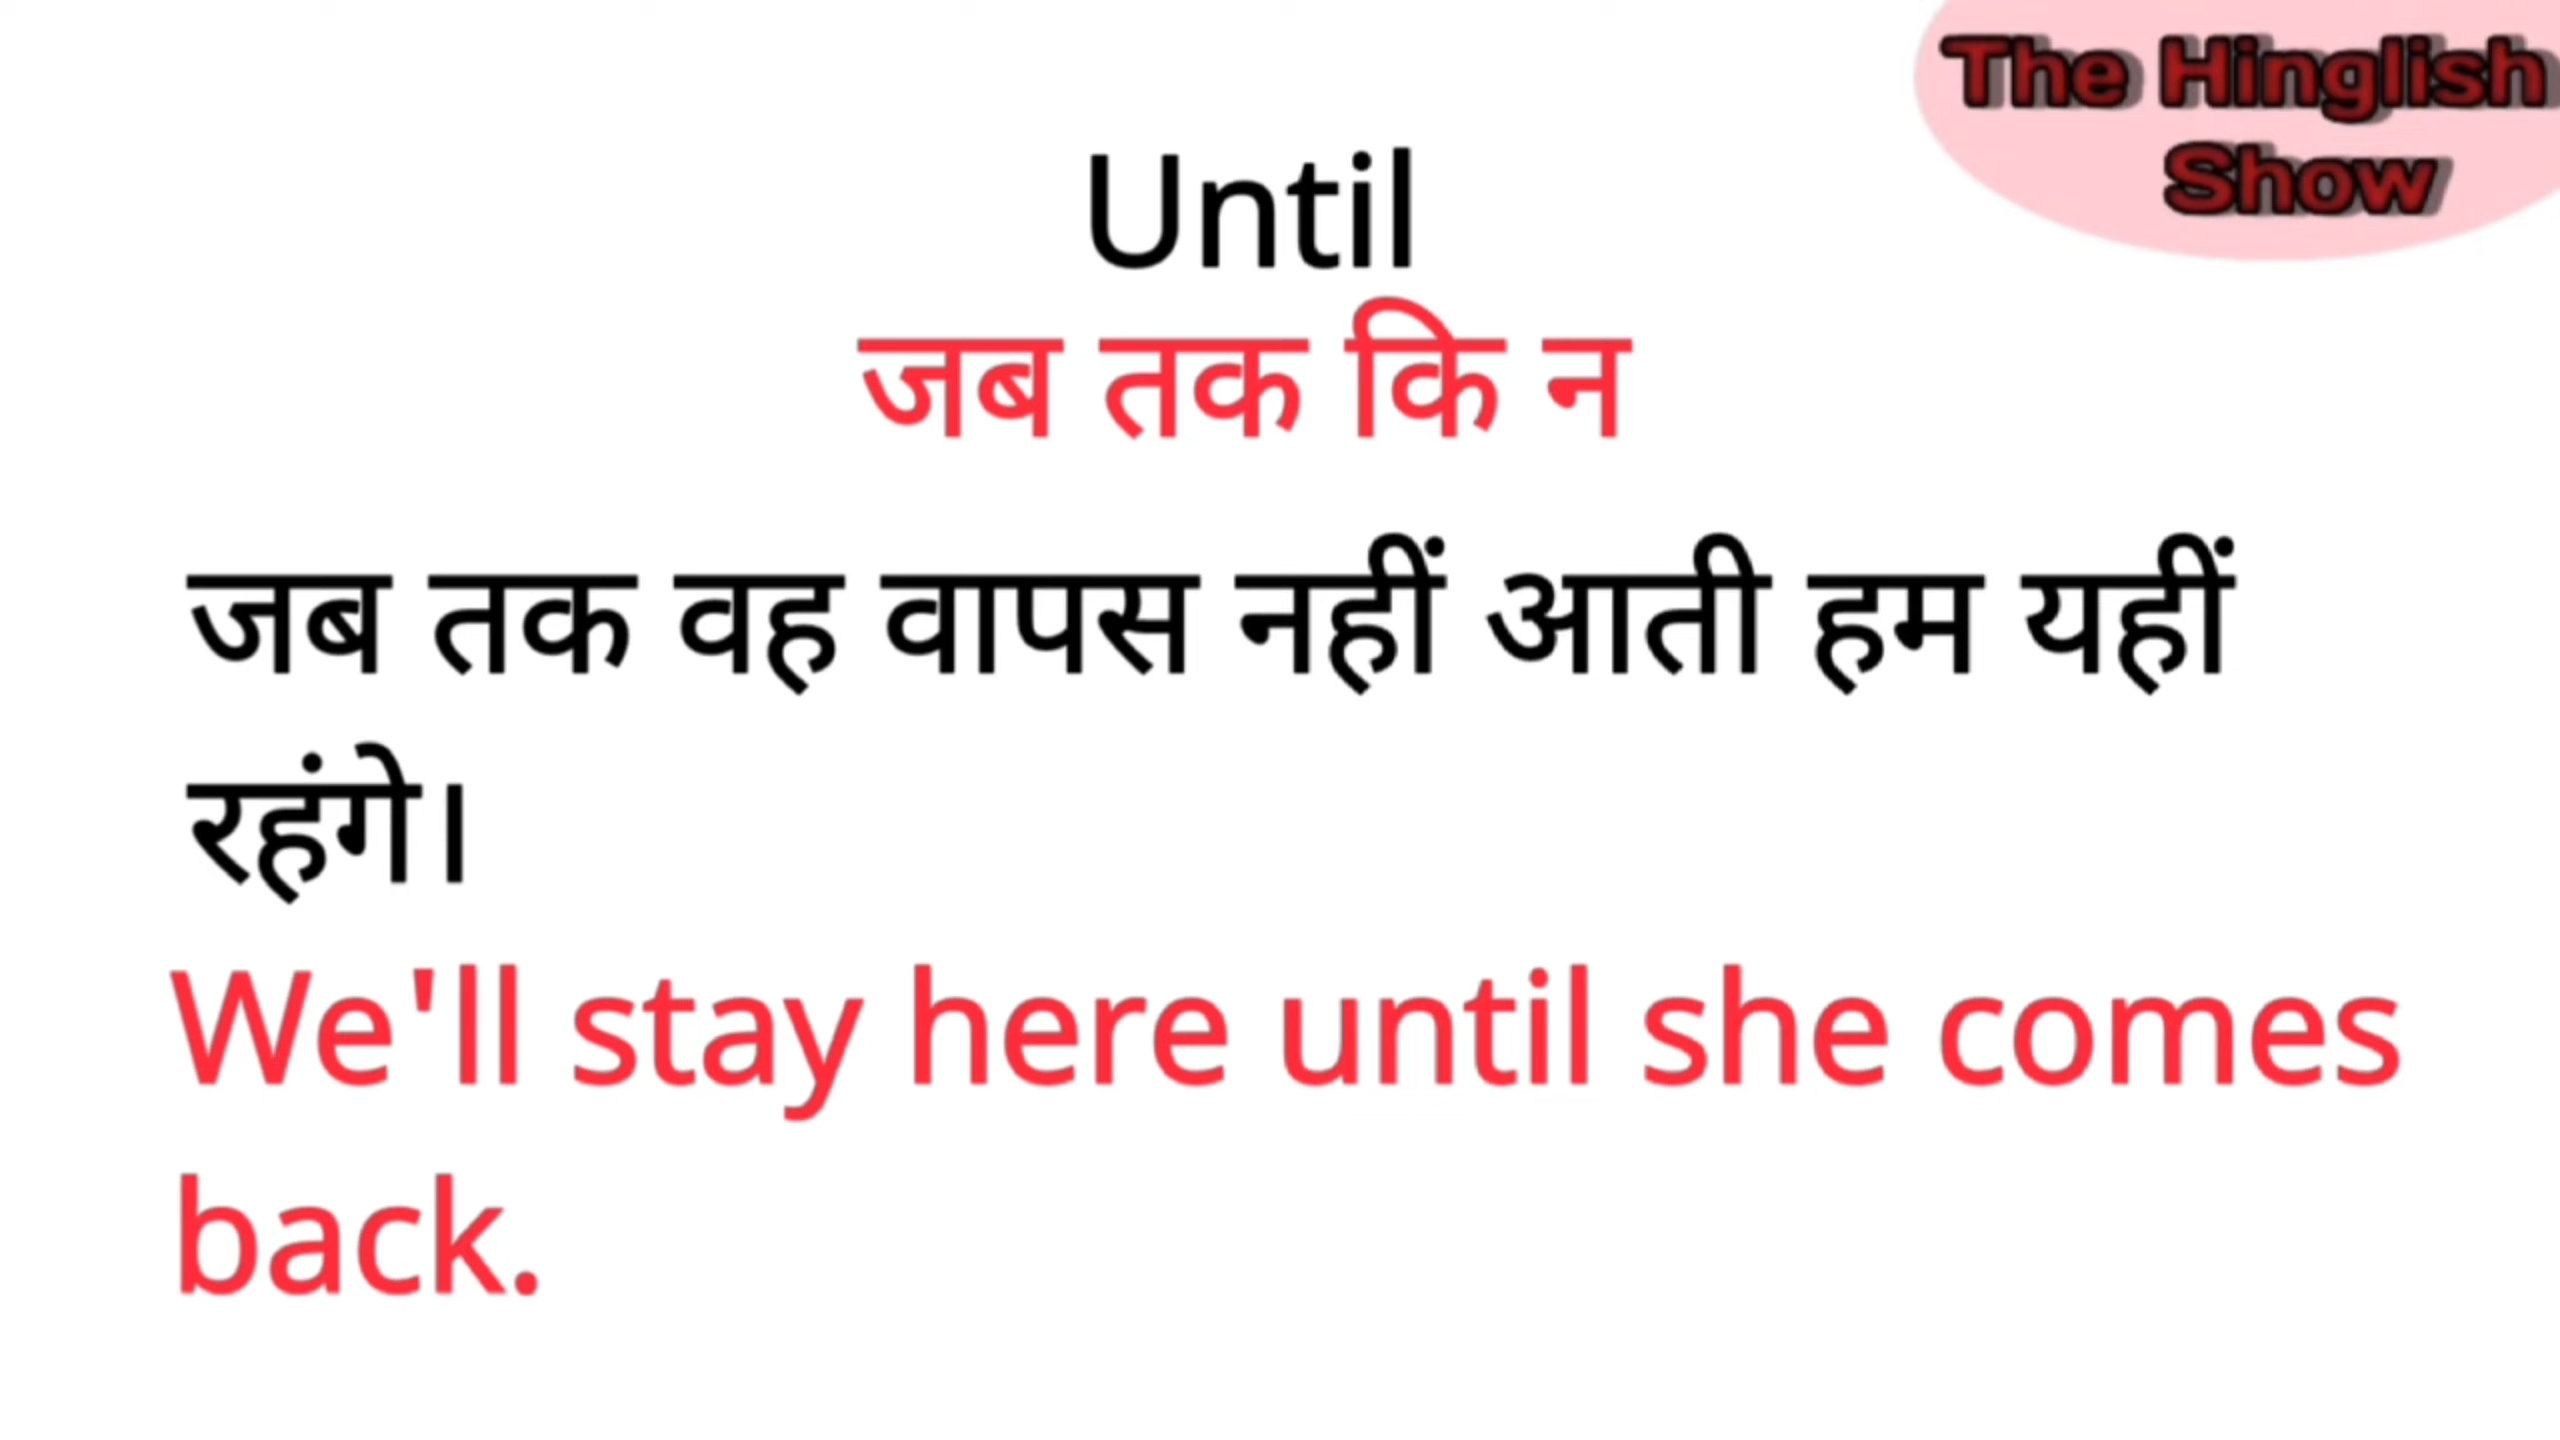 The Hinglish
Show
Until
जब तक कि न
जब तक वह वापस नहीं आती हम यहीं
रहंगे।
We'll stay here until she comes
back.